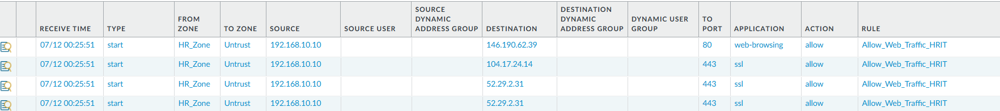 RECEIVE TIME TYPE FROM ZONE TO ZONE SOURCE SOURCE USER SOURCE DYNAMIC ADDRESS GROUP DESTINATION DESTINATION DYNAMIC ADDRESS GROUP DYNAMIC USER GROUP TO PORT APPLICATION ACTION RULE
07/12 00:25:51 start HR_Zone Untrust 192.168.10.10 146.190.62.39 80 web-browsing allow Allow_Web_Traffic_HRIT
07/12 00:25:51 start HR_Zone Untrust 192.168.10.10 104.17.24.14 443 ssl allow Allow_Web_Traffic_HRIT
07/12 00:25:51 start HR_Zone Untrust 192.168.10.10 52.29.2.31 443 ssl allow Allow_Web_Traffic_HRIT
07/12 00:25:51 start HR_Zone Untrust 192.168.10.10 52.29.2.31 443 ssl allow Allow_Web_Traffic_HRIT